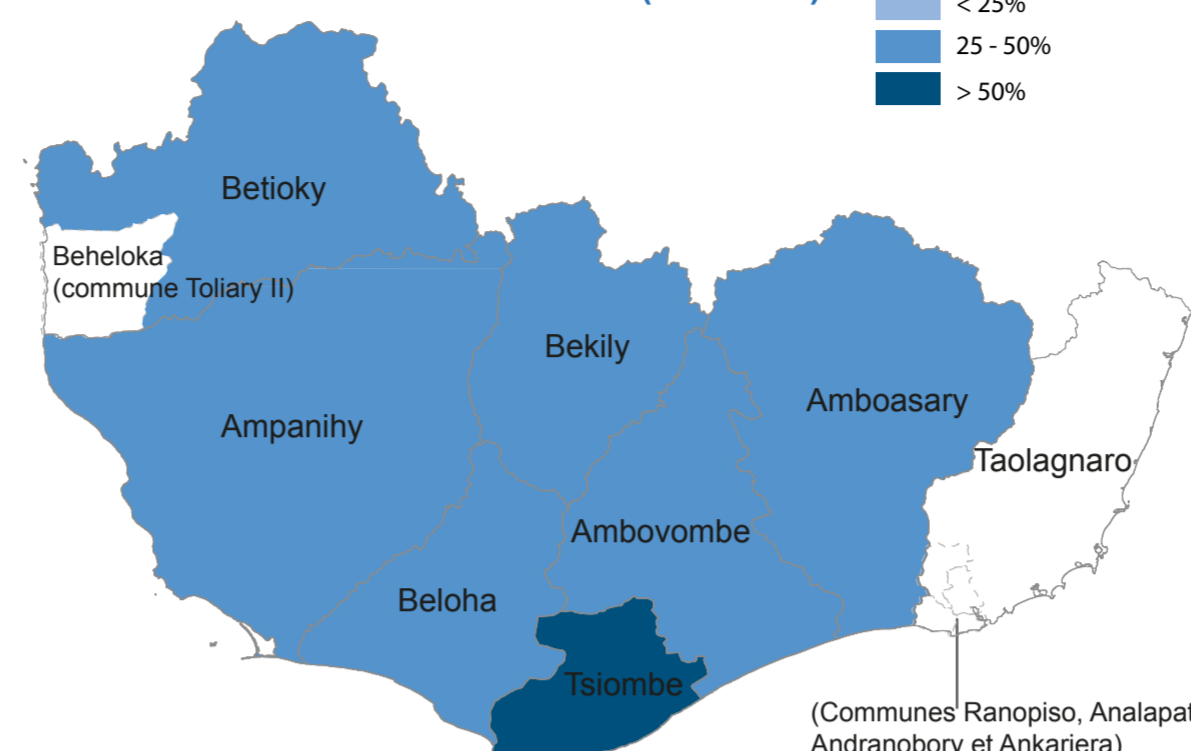 < 25%
25 - 50%
> 50%
Betioky
Beheloka
(commune Toliary II)
Bekily
Amboasary
Ampanihy
Taolagnaro
Ambovombe
Beloha
Tsiombe
(Communes Ranopiso, Analapat
Andranobory et Ankariera)